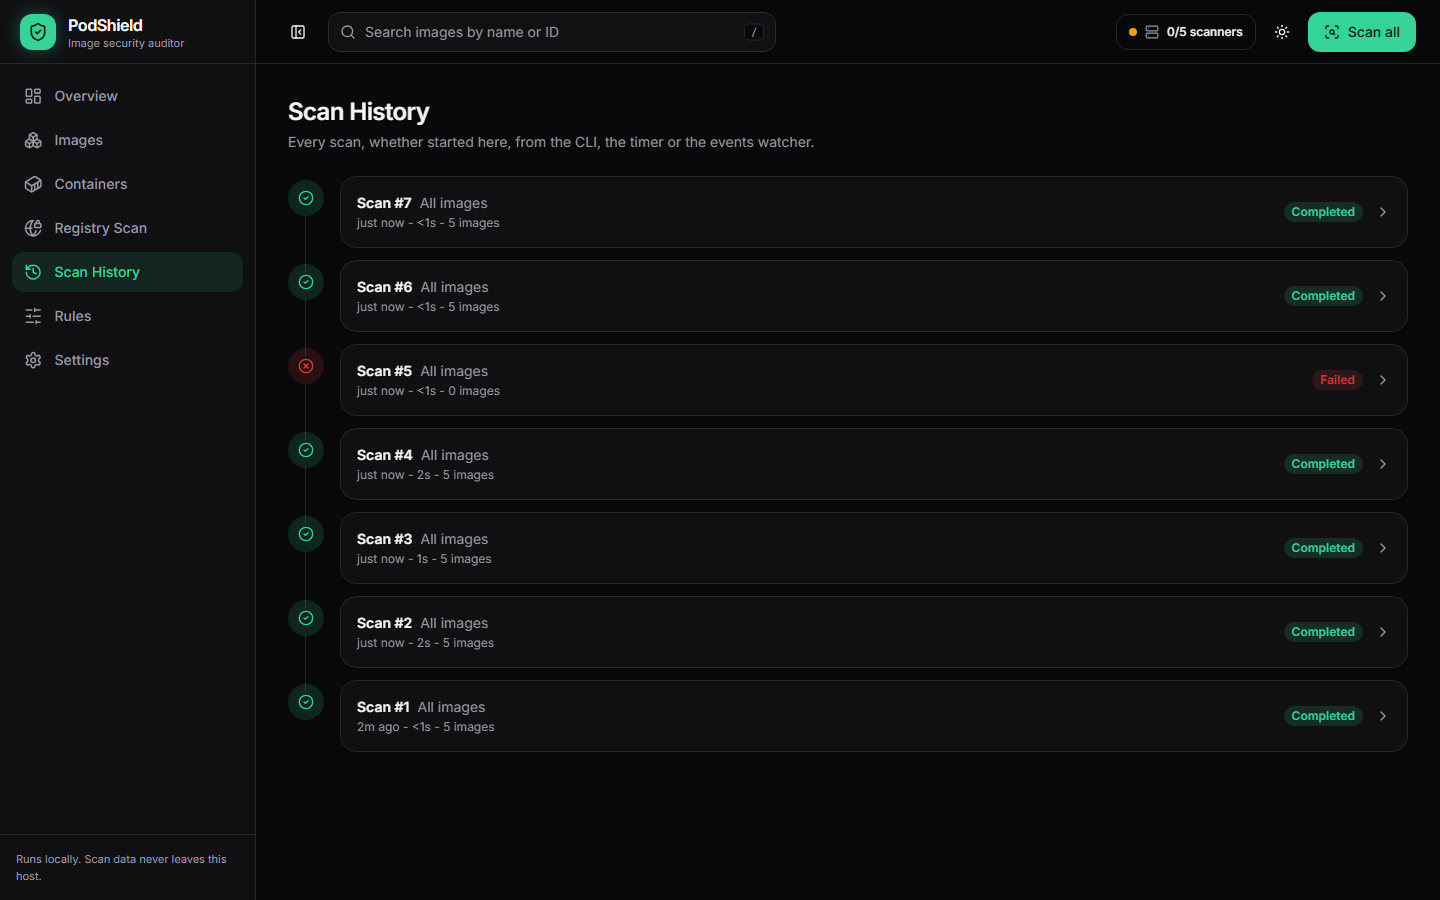 PodShield
Image security auditor
Search images by name or ID
/
0/5 scanners
Scan all
Overview
Images
Containers
Registry Scan
Scan History
Rules
Settings
Runs locally. Scan data never leaves this
host.
Scan History
Every scan, whether started here, from the CLI, the timer or the events watcher.
Scan #7 All images
just now - <1s - 5 images
Completed
Scan #6 All images
just now - <1s - 5 images
Completed
Scan #5 All images
just now - <1s - 0 images
Failed
Scan #4 All images
just now - 2s - 5 images
Completed
Scan #3 All images
just now - 1s - 5 images
Completed
Scan #2 All images
just now - 2s - 5 images
Completed
Scan #1 All images
2m ago - <1s - 5 images
Completed